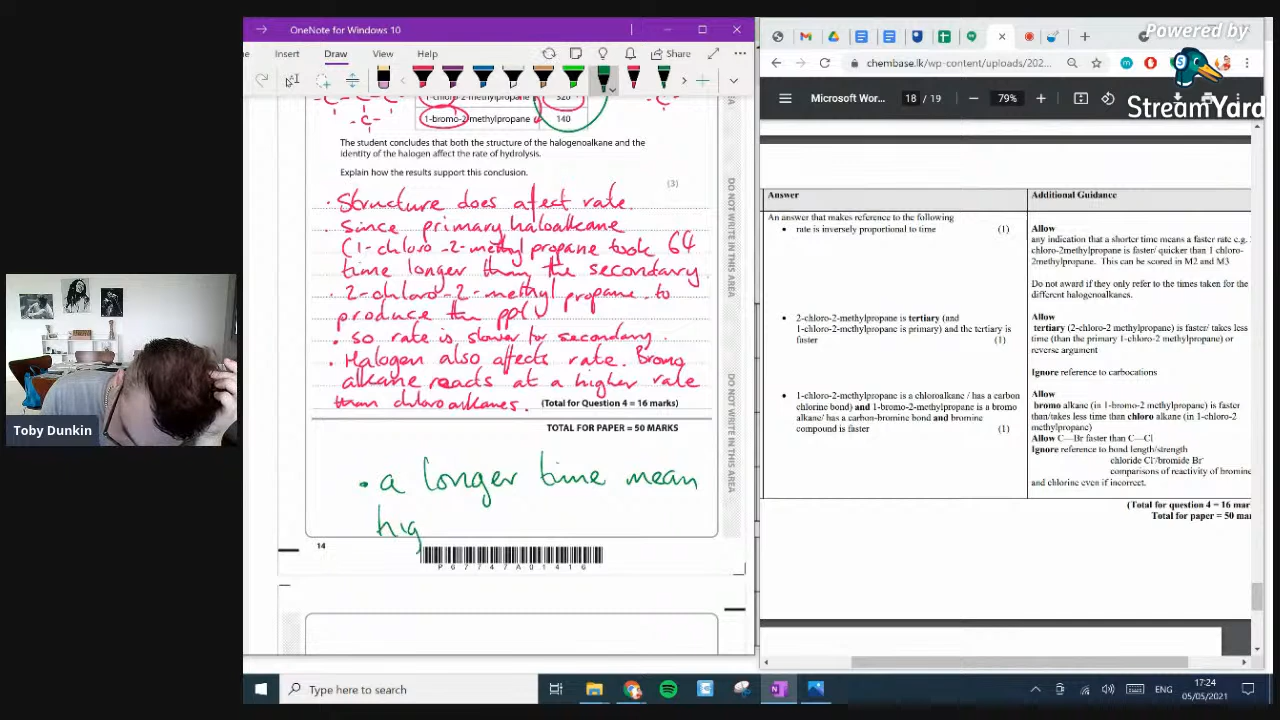 OneNote for Windows 10
Insert Draw View Help Share
1-chloro-2-methylpropane 320
1-bromo-2-methylpropane 140
The student concludes that both the structure of the halogenoalkane and the
identity of the halogen affect the rate of hydrolysis.
Explain how the results support this conclusion.
(3)
· Structure does afect rate.
· since primary haloalkane
(1-chloro-2-methyl propane took 64
time longer than the secondary
· 2-chloro-2-methyl propane to
produce the ppt
· so rate is slower for secondary.
· Halogen also affects rate. Bromo
alkane reacts at a higher rate
than chloroalkanes.
(Total for Question 4 = 16 marks)
TOTAL FOR PAPER = 50 MARKS
· a longer time mean
hig
14
P67747A01416
DO NOT WRITE IN THIS AREA
DO NOT WRITE IN THIS AREA
Toby Dunkin
Powered by
StreamYard
chembase.lk/wp-content/uploads/202...
Microsoft Wor... 18 / 19 79%
Answer Additional Guidance
An answer that makes reference to the following
• rate is inversely proportional to time (1)
Allow
any indication that a shorter time means a faster rate e.g.
chloro-2methylpropane is faster/ quicker than 1 chloro-
2methylpropane. This can be scored in M2 and M3
Do not award if they only refer to the times taken for the
different halogenoalkanes.
• 2-chloro-2-methylpropane is tertiary (and
1-chloro-2-methylpropane is primary) and the tertiary is
faster (1)
Allow
tertiary (2-chloro-2 methylpropane) is faster/ takes less
time (than the primary 1-chloro-2 methylpropane) or
reverse argument
Ignore reference to carbocations
• 1-chloro-2-methylpropane is a chloroalkane / has a carbon
chlorine bond) and 1-bromo-2-methylpropane is a bromo
alkane/ has a carbon-bromine bond and bromine
compound is faster (1)
Allow
bromo alkane (in 1-bromo-2 methylpropane) is faster
than/takes less time than chloro alkane (in 1-chloro-2
methylpropane)
Allow C—Br faster than C—Cl
Ignore reference to bond length/strength
chloride Cl⁻/bromide Br⁻
comparisons of reactivity of bromine
and chlorine even if incorrect.
(Total for question 4 = 16 mar
Total for paper = 50 mar
Type here to search
ENG
17:24
05/05/2021